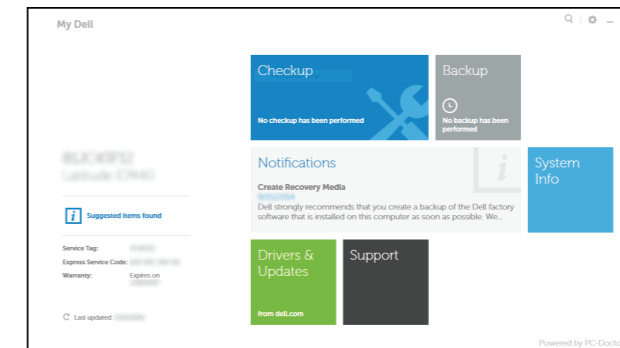 My Dell
Checkup
No checkup has been performed
Backup
No backup has been
performed
Suggested items found
Service Tag:
Express Service Code:
Warranty:
Expires on
Last updated:
Notifications
Create Recovery Media
Dell strongly recommends that you create a backup of the Dell factory
software that is installed on this computer as soon as possible. We...
System
Info
Drivers &
Updates
from dell.com
Support
Powered by PC-Docto